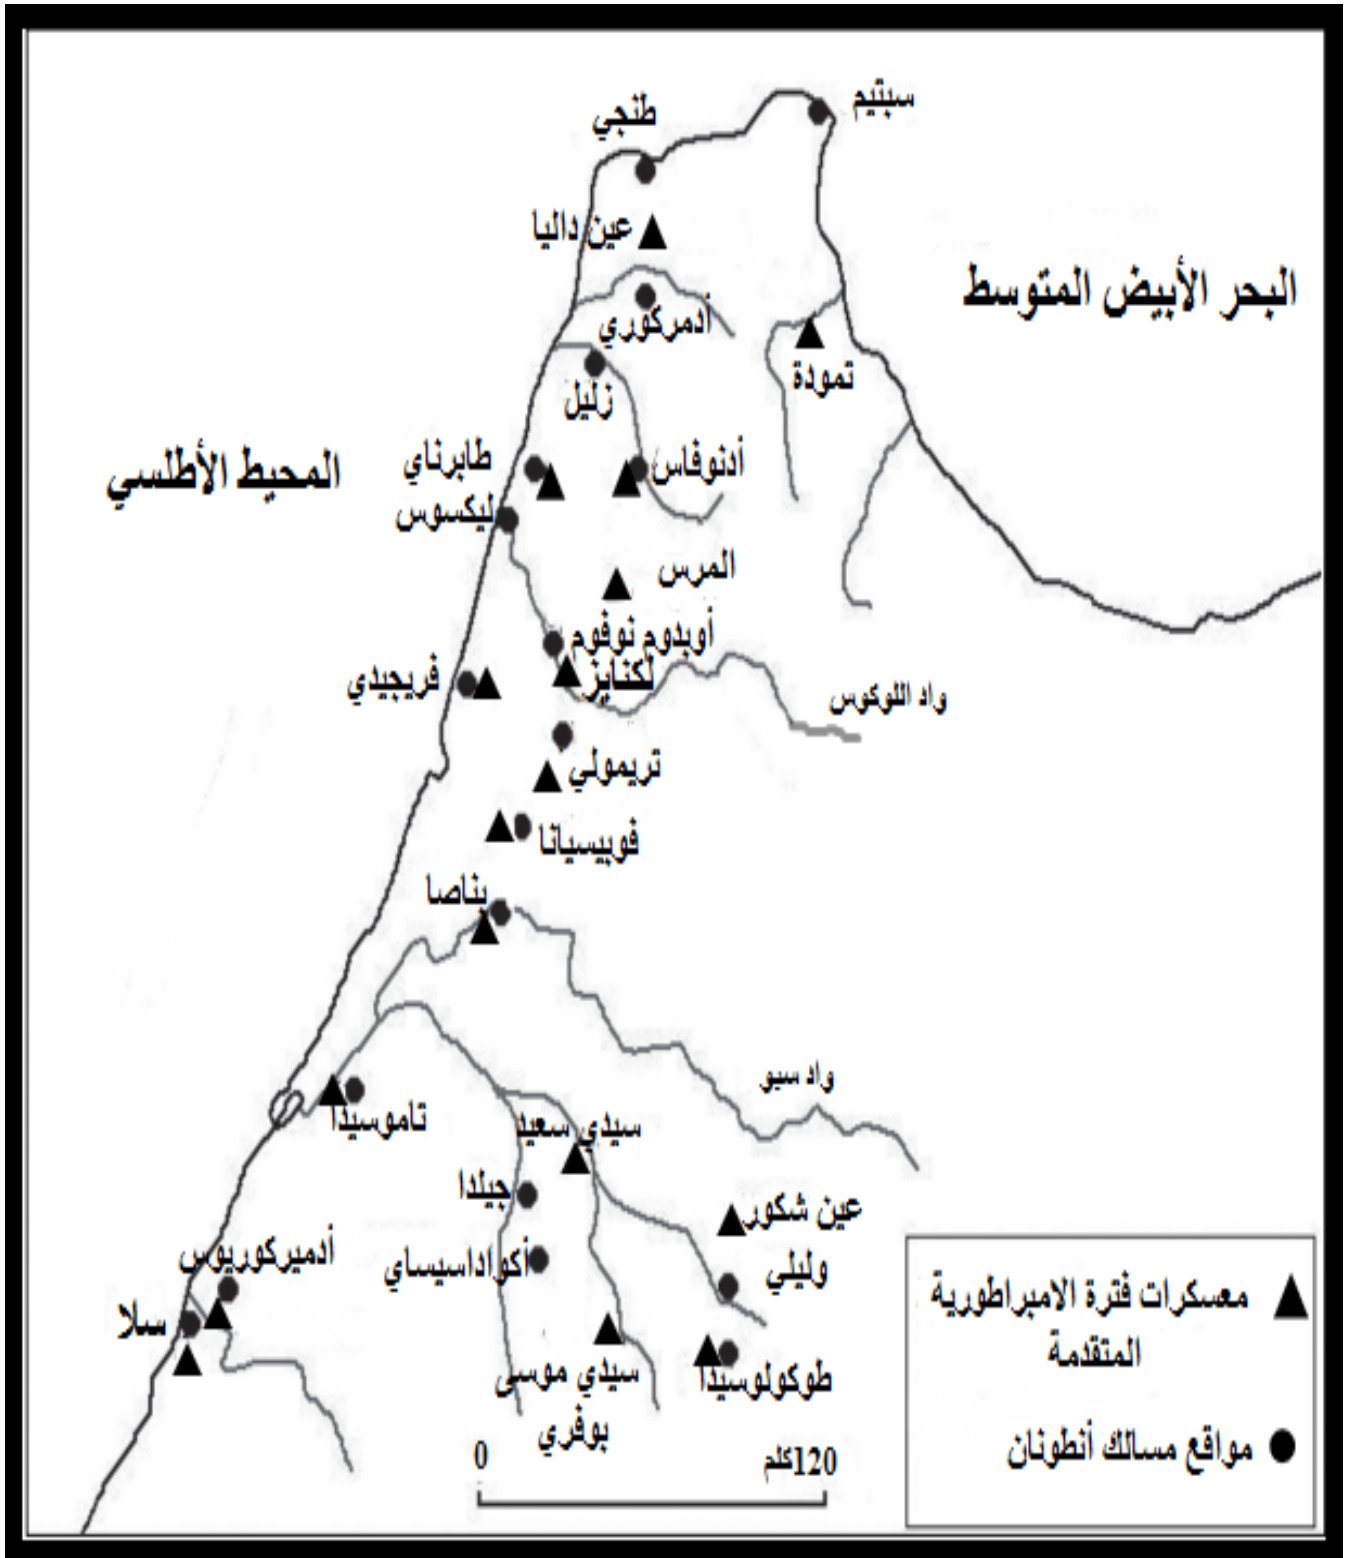 سبتيم
طنجي
عين داليا
البحر الأبيض المتوسط
أدمركوري
تمودة
زليل
طابرناي
أدنوفاس
المحيط الأطلسي
ليكسوس
المرس
أوبدوم نوفوم
لكنايز
فريجيدي
واد اللوكوس
تريمولي
فوبيسيانا
بناصا
واد سبو
تاموسيدا
سيدي سعيد
جيلدا
عين شكور
أدميركوريوس
أكواداسيساي
وليلي
سلا
سيدي موسى
بوفري
طوكولوسيدا
0
120كلم
معسكرات فترة الامبراطورية
المتقدمة
مواقع مسالك أنطونان